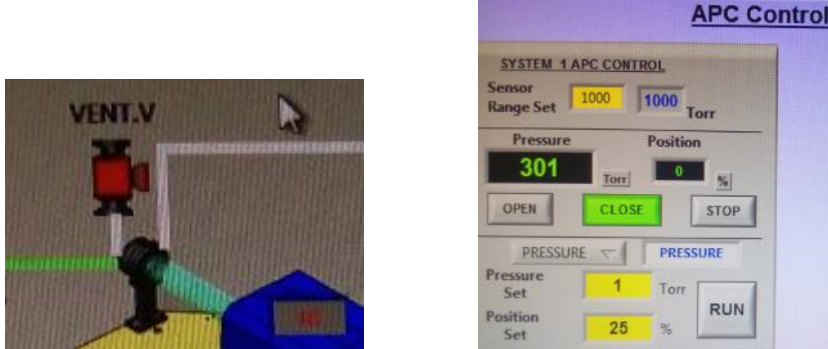 VENT.V
APC Control
SYSTEM 1 APC CONTROL
Sensor
Range Set 1000 1000 Torr
Pressure Position
301 Torr 0 %
OPEN CLOSE STOP
PRESSURE PRESSURE
Pressure
Set 1 Torr
RUN
Position
Set 25 %